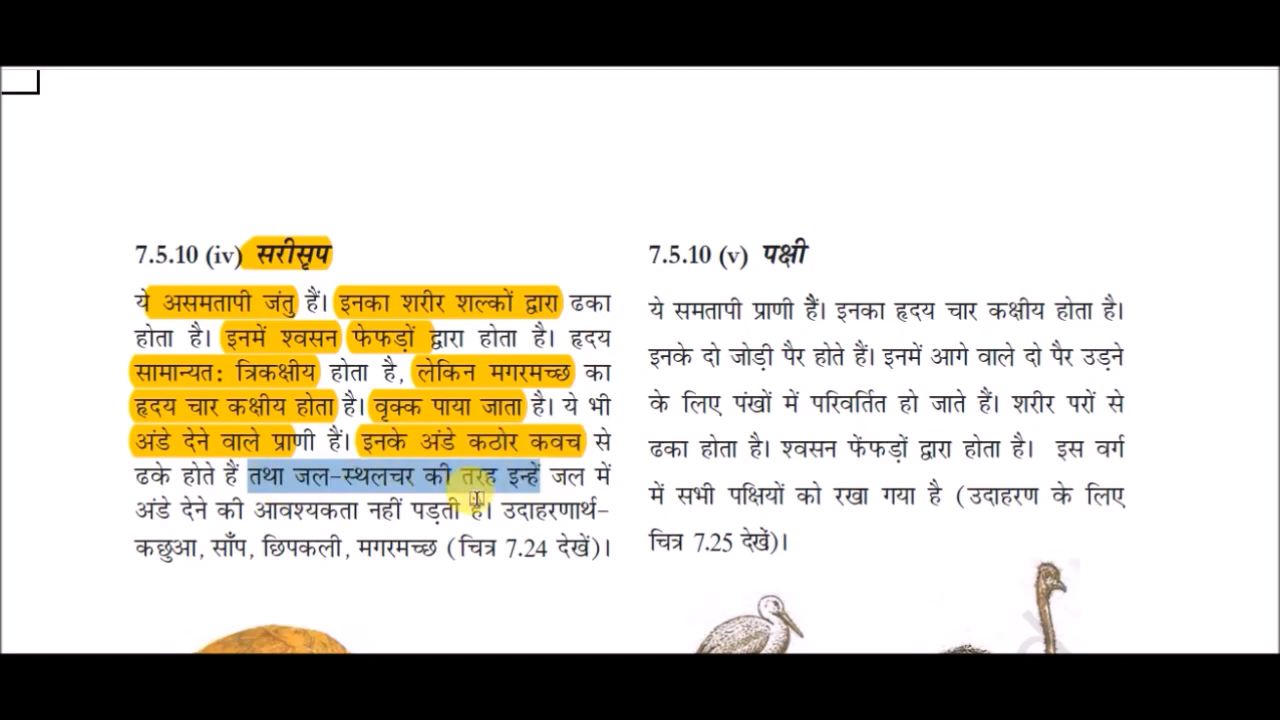 7.5.10 (iv) सरीसृप
ये असमतापी जंतु हैं। इनका शरीर शल्कों द्वारा ढका
होता है। इनमें श्वसन फेफड़ों द्वारा होता है। हृदय
सामान्यत: त्रिकक्षीय होता है, लेकिन मगरमच्छ का
हृदय चार कक्षीय होता है। वृक्क पाया जाता है। ये भी
अंडे देने वाले प्राणी हैं। इनके अंडे कठोर कवच से
ढके होते हैं तथा जल-स्थलचर की तरह इन्हें जल में
अंडे देने की आवश्यकता नहीं पड़ती है। उदाहरणार्थ-
कछुआ, साँप, छिपकली, मगरमच्छ (चित्र 7.24 देखें)।
7.5.10 (v) पक्षी
ये समतापी प्राणी हैं। इनका हृदय चार कक्षीय होता है।
इनके दो जोड़ी पैर होते हैं। इनमें आगे वाले दो पैर उड़ने
के लिए पंखों में परिवर्तित हो जाते हैं। शरीर परों से
ढका होता है। श्वसन फेंफड़ों द्वारा होता है। इस वर्ग
में सभी पक्षियों को रखा गया है (उदाहरण के लिए
चित्र 7.25 देखें)।